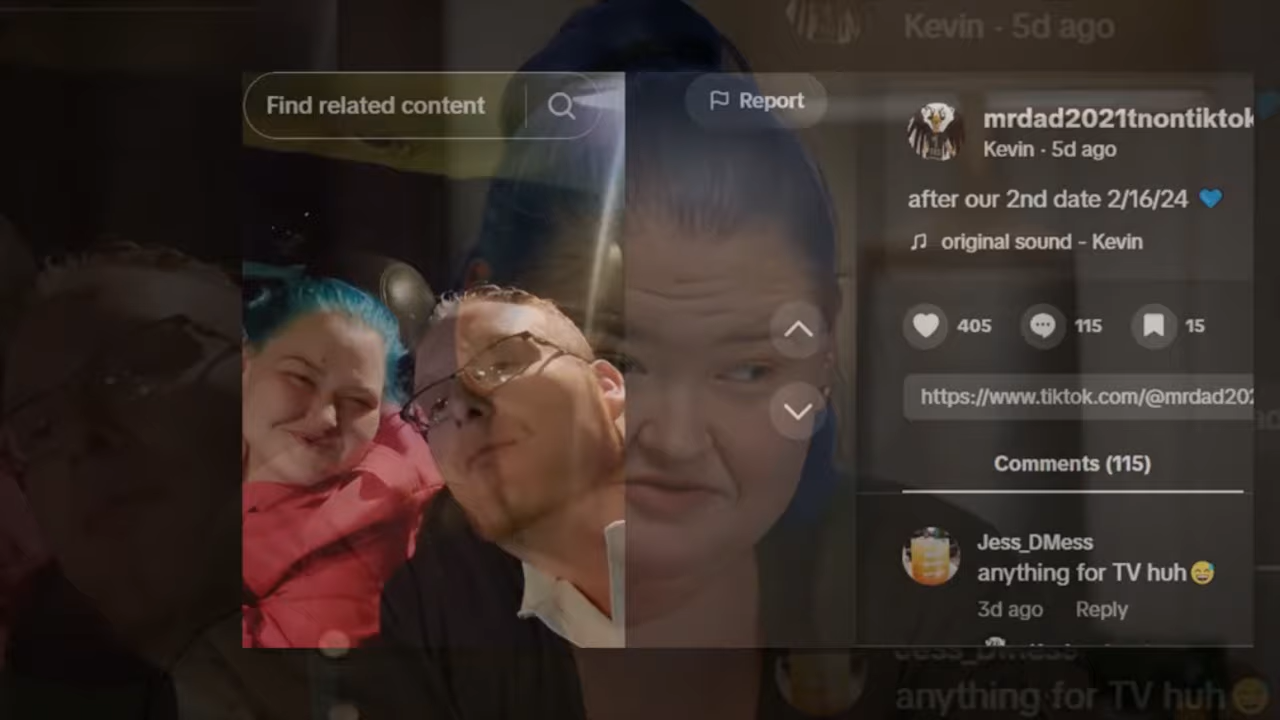 Kevin · 5d ago
Find related content
Report
mrdad2021tnontiktok
Kevin · 5d ago
after our 2nd date 2/16/24 💙
original sound - Kevin
405
115
15
https://www.tiktok.com/@mrdad202
Comments (115)
Jess_DMess
anything for TV huh😅
3d ago
Reply
Jess_DMess
anything for TV huh😅